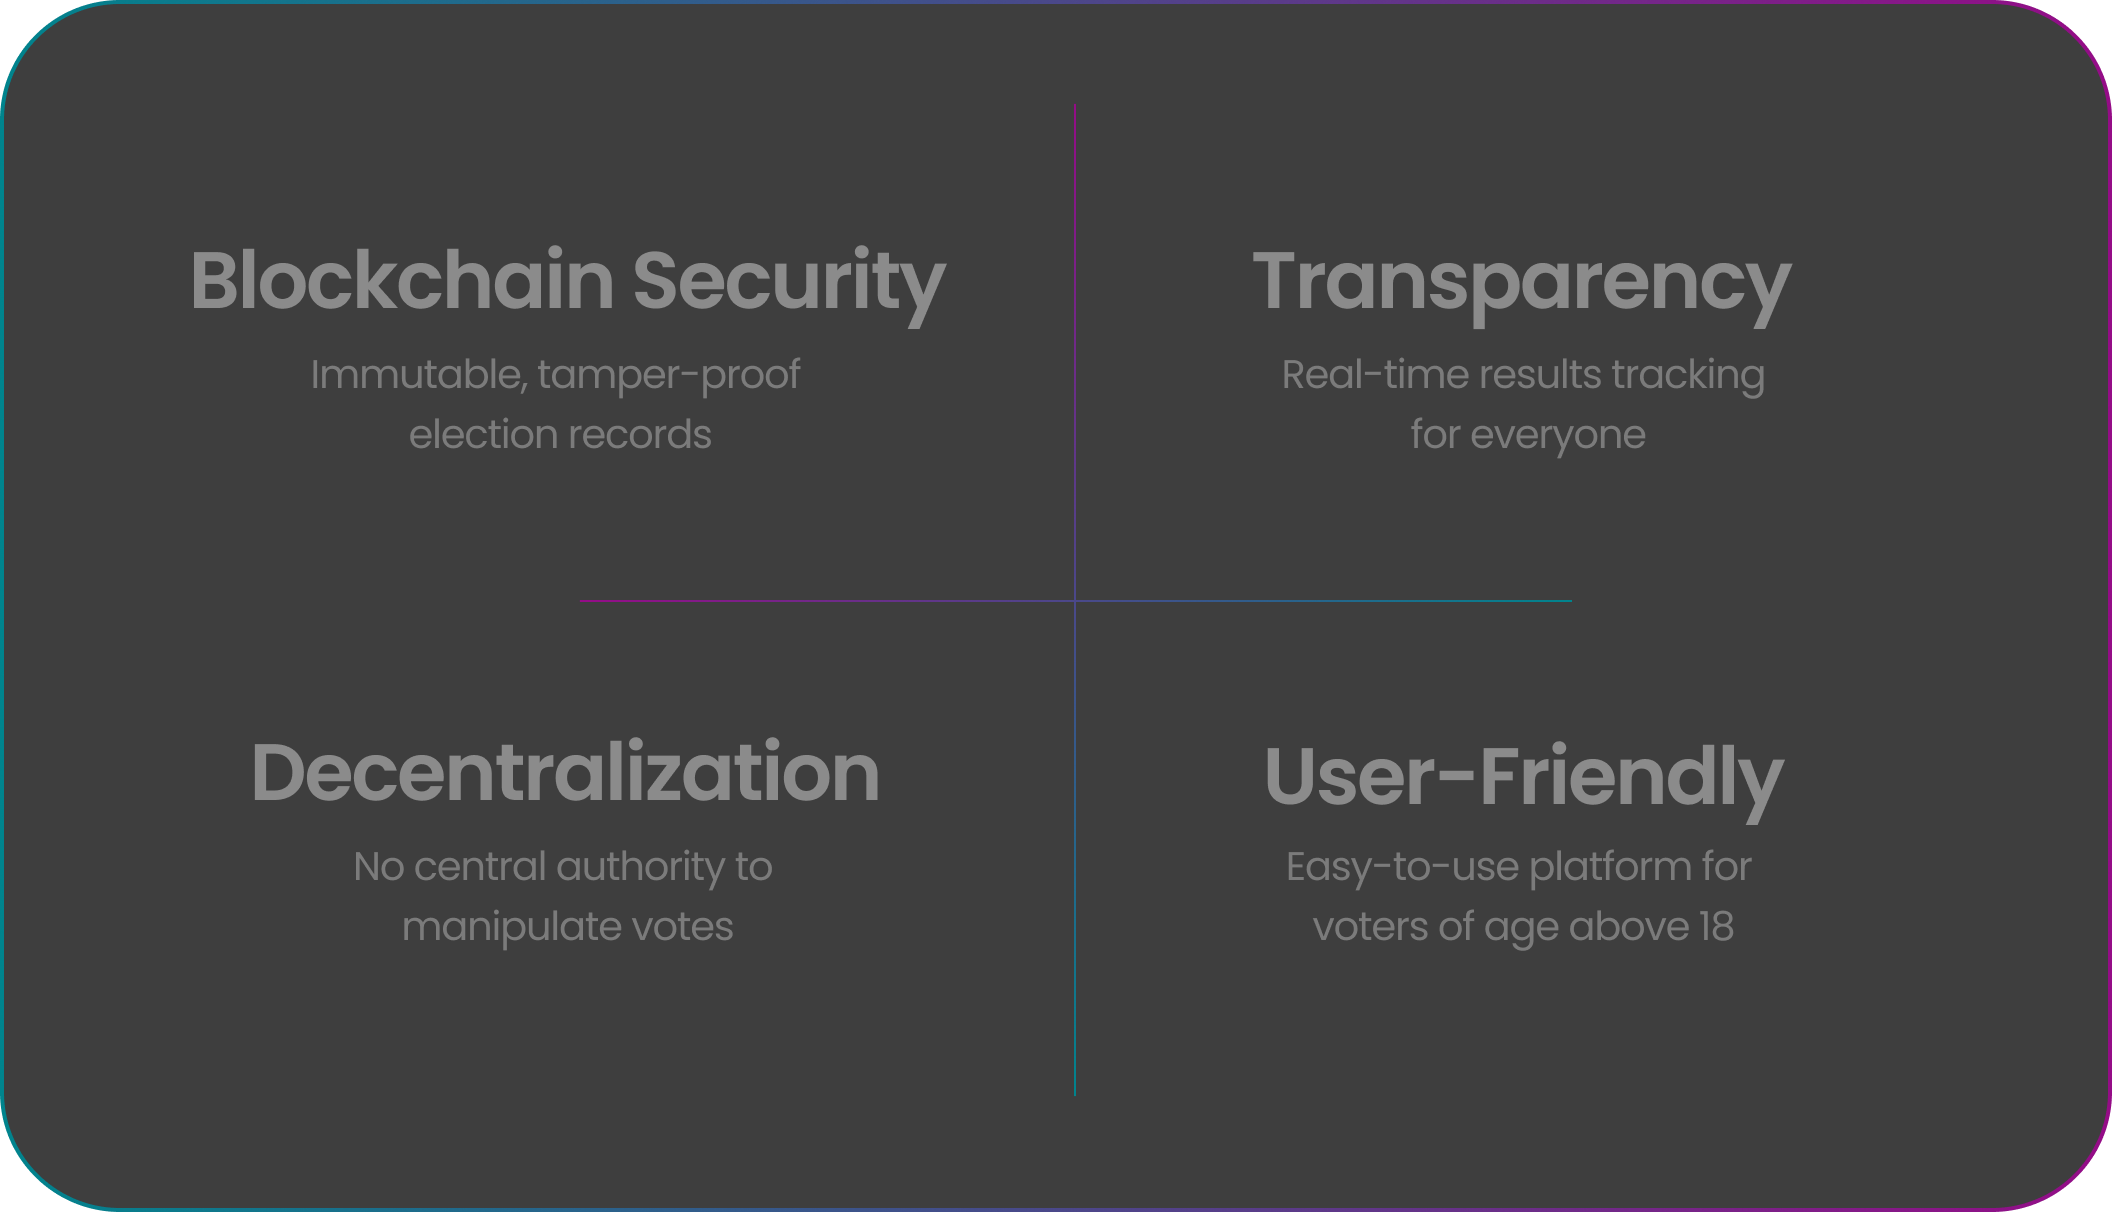 Blockchain Security
Immutable, tamper-proof
election records
Transparency
Real-time results tracking
for everyone
Decentralization
No central authority to
manipulate votes
User-Friendly
Easy-to-use platform for
voters of age above 18